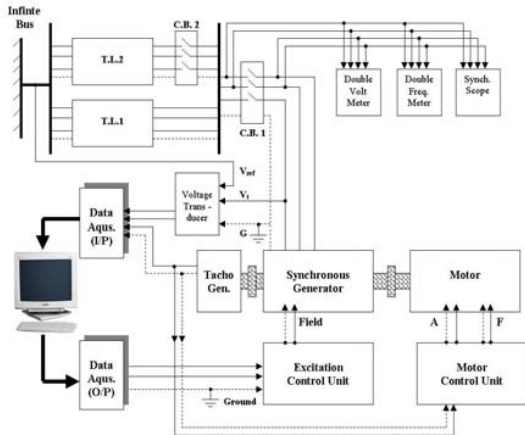 Infinte
Bus
C.B. 2
T.L.2
T.L.1
C.B. 1
Double
Volt
Meter
Double
Freq.
Meter
Synch.
Scope
Vinf
Vt
G
Voltage
Trans -
ducer
Data
Aqus.
(I/P)
Tacho
Gen.
Synchronous
Generator
Motor
Field
A
F
Data
Aqus.
(O/P)
Excitation
Control Unit
Motor
Control Unit
Ground